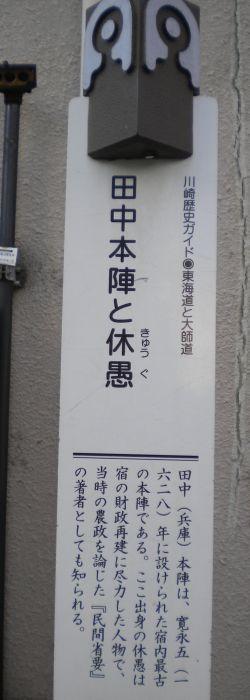 川崎歴史ガイド◉東海道と大師道
田中本陣と休愚
きゅうぐ
田中（兵庫）本陣は、寛永五（一
六二八）年に設けられた宿内最古
の本陣である。ここ出身の休愚は
宿の財政再建に尽力した人物で、
当時の農政を論じた『民間省要』
の著者としても知られる。